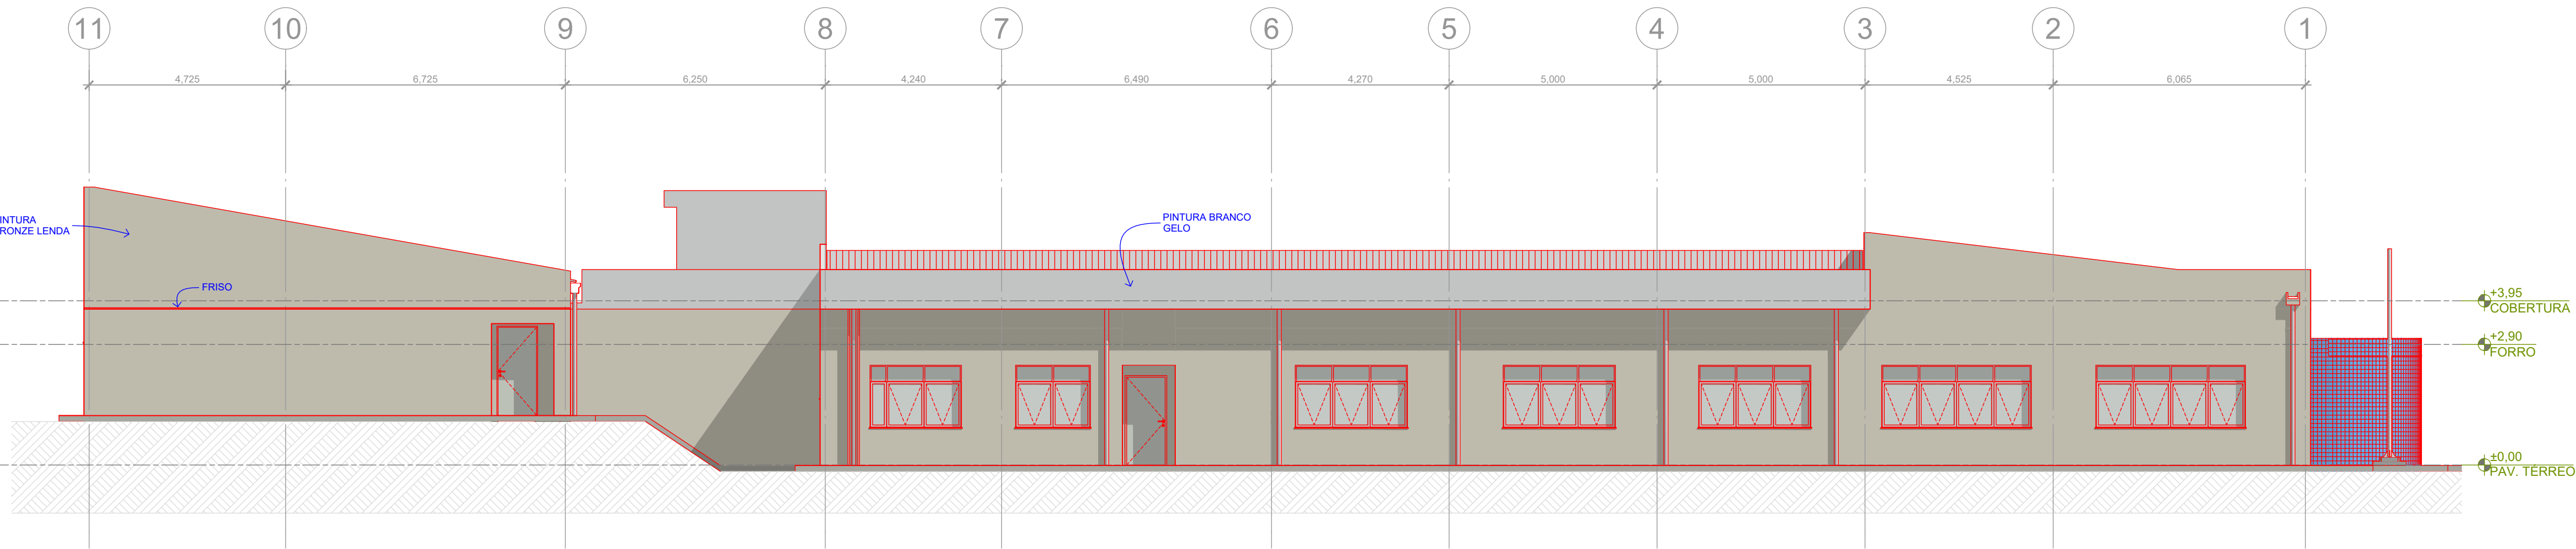 11 10 9 8 7 6 5 4 3 2 1
4,725 6,725 6,250 4,240 6,490 4,270 5,000 5,000 4,525 6,065
INTURA
RONZE LENDA
PINTURA BRANCO
GELO
FRISO
+3,95
COBERTURA
+2,90
FORRO
±0,00
PAV. TÉRREO